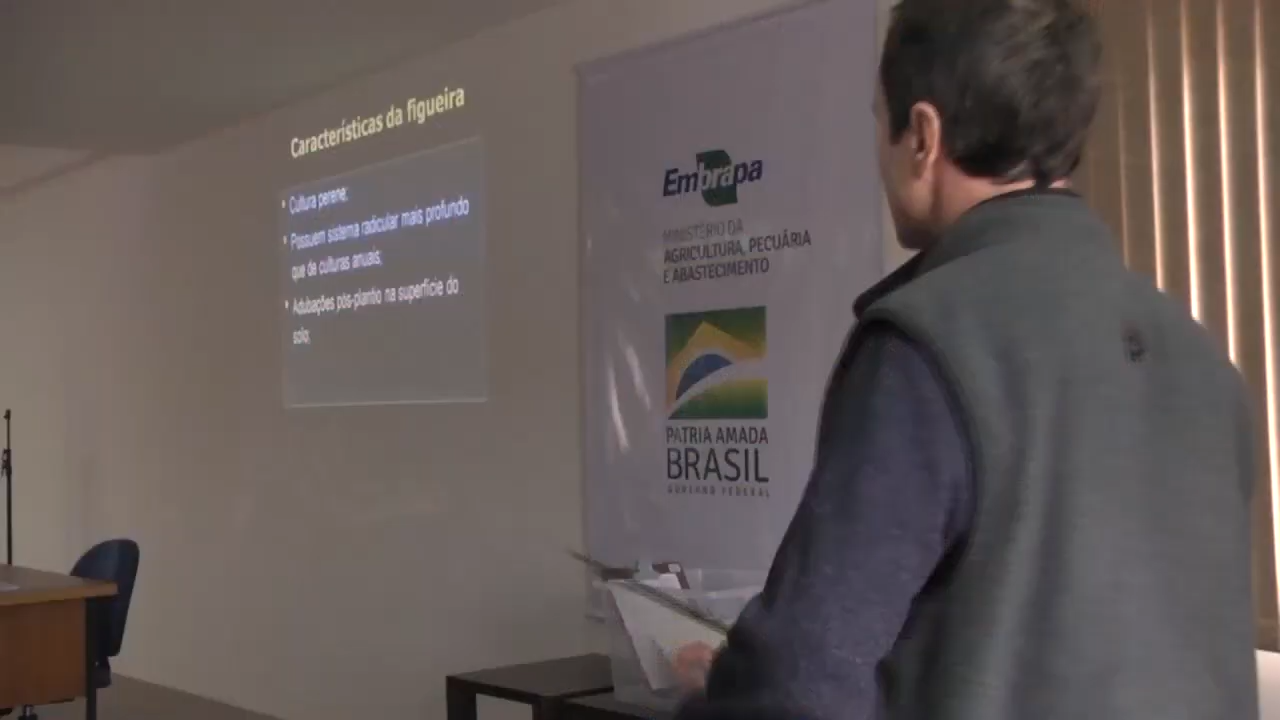 Características da figueira
• Cultura perene;
• Possuem sistema radicular mais profundo
que de culturas anuais;
• Adubações pós-plantio na superfície do
solo;
Embrapa
MINISTÉRIO DA
AGRICULTURA, PECUÁRIA
E ABASTECIMENTO
PÁTRIA AMADA
BRASIL
GOVERNO FEDERAL